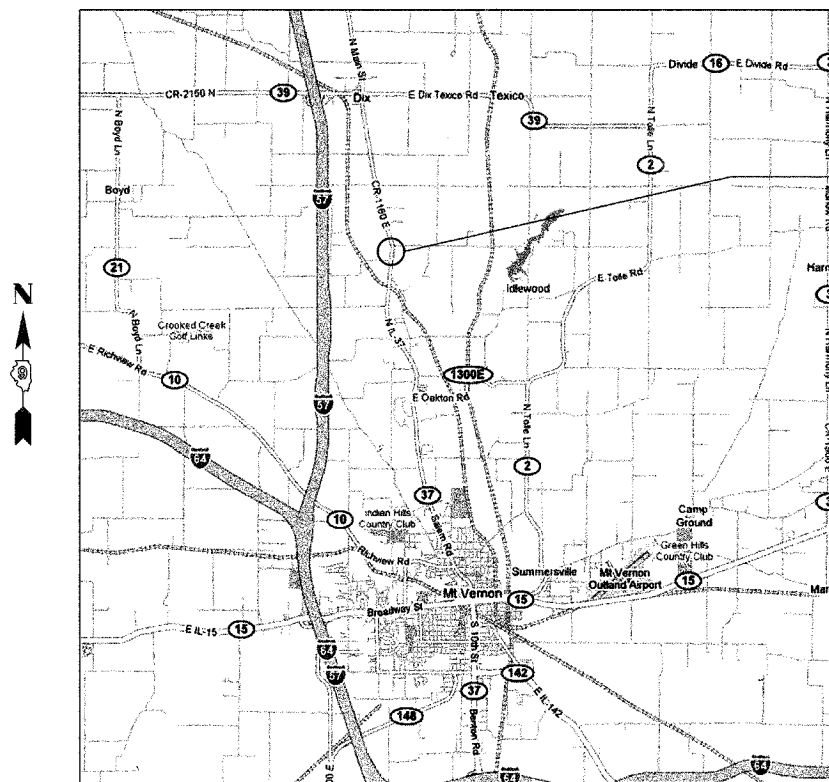 N Main St
CR-2150 N
39
Dix
E Dix Texico Rd
Texico
39
Divide
16
E Divide Rd
N Boyd Ln
N Tolle Ln
2
Boyd
57
CR-1160 E
21
N
Idlewood
E Tolle Rd
N Boyd Ln
Crooked Creek
Golf Links
N IL-37
E Richview Rd
10
1300E
57
E Oakton Rd
N Tolle Ln
64
2
37
10
Indian Hills
Country Club
Salem Rd
Richview Rd
Camp
Ground
Green Hills
Country Club
Summersville
Mt Vernon
Outland Airport
15
Mt Vernon
15
Broadway St
E IL-15
15
S 10th St
64
57
142
37
E IL-142
148
Benton Rd
64
64